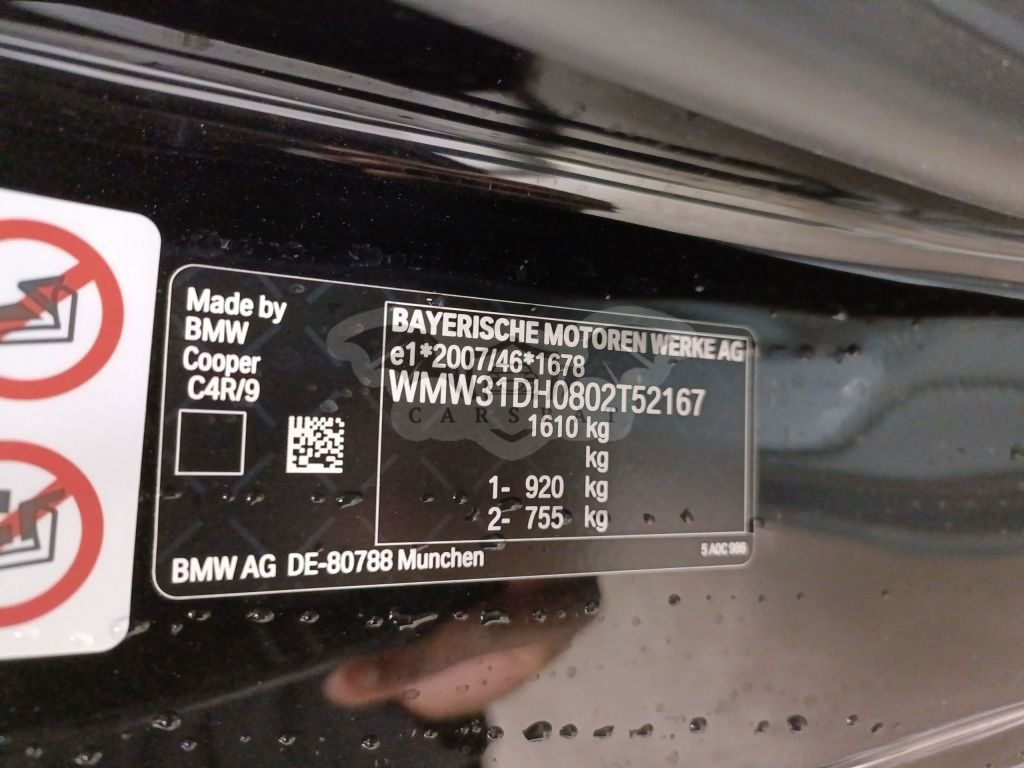 Made by
BMW
Cooper
C4R/9
BAYERISCHE MOTOREN WERKE AG
e1*2007/46*1678
WMW31DH0802T52167
CARSTAT
1610 kg
kg
1- 920 kg
2- 755 kg
BMW AG DE-80788 Munchen